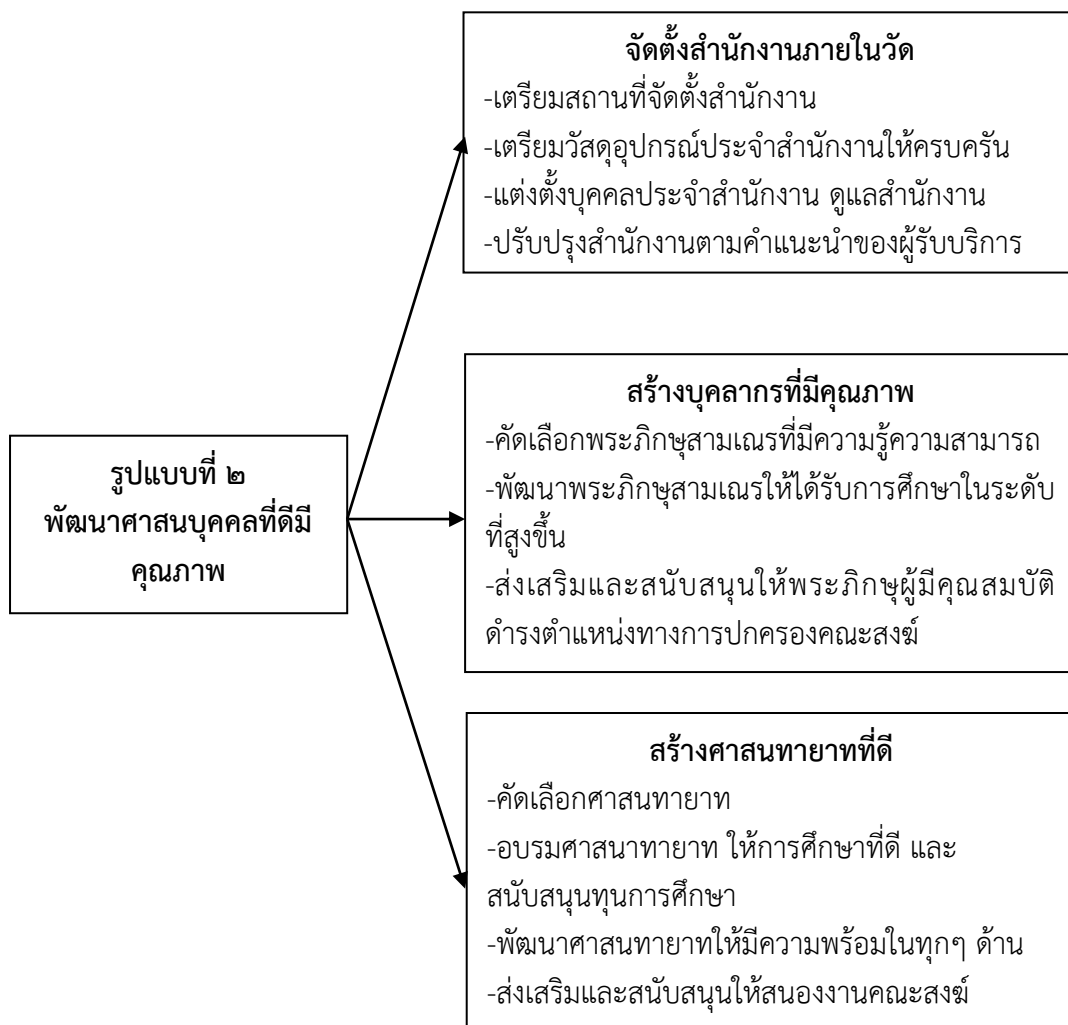 จัดตั้งสำนักงานภายในวัด
-เตรียมสถานที่จัดตั้งสำนักงาน
-เตรียมวัสดุอุปกรณ์ประจำสำนักงานให้ครบครัน
-แต่งตั้งบุคคลประจำสำนักงาน ดูแลสำนักงาน
-ปรับปรุงสำนักงานตามคำแนะนำของผู้รับบริการ
รูปแบบที่ ๒
พัฒนาศาสนบุคคลที่ดีมี
คุณภาพ
สร้างบุคลากรที่มีคุณภาพ
-คัดเลือกพระภิกษุสามเณรที่มีความรู้ความสามารถ
-พัฒนาพระภิกษุสามเณรให้ได้รับการศึกษาในระดับ
ที่สูงขึ้น
-ส่งเสริมและสนับสนุนให้พระภิกษุผู้มีคุณสมบัติ
ดำรงตำแหน่งทางการปกครองคณะสงฆ์
สร้างศาสนทายาทที่ดี
-คัดเลือกศาสนทายาท
-อบรมศาสนาทายาท ให้การศึกษาที่ดี และ
สนับสนุนทุนการศึกษา
-พัฒนาศาสนทายาทให้มีความพร้อมในทุกๆ ด้าน
-ส่งเสริมและสนับสนุนให้สนองงานคณะสงฆ์